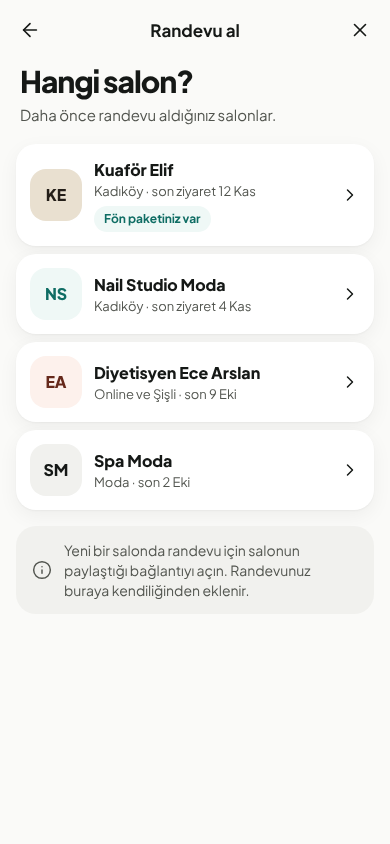 Randevu al
Hangi salon?
Daha önce randevu aldığınız salonlar.
KE
Kuaför Elif
Kadıköy · son ziyaret 12 Kas
Fön paketiniz var
NS
Nail Studio Moda
Kadıköy · son ziyaret 4 Kas
EA
Diyetisyen Ece Arslan
Online ve Şişli · son 9 Eki
SM
Spa Moda
Moda · son 2 Eki
Yeni bir salonda randevu için salonun
paylaştığı bağlantıyı açın. Randevunuz
buraya kendiliğinden eklenir.